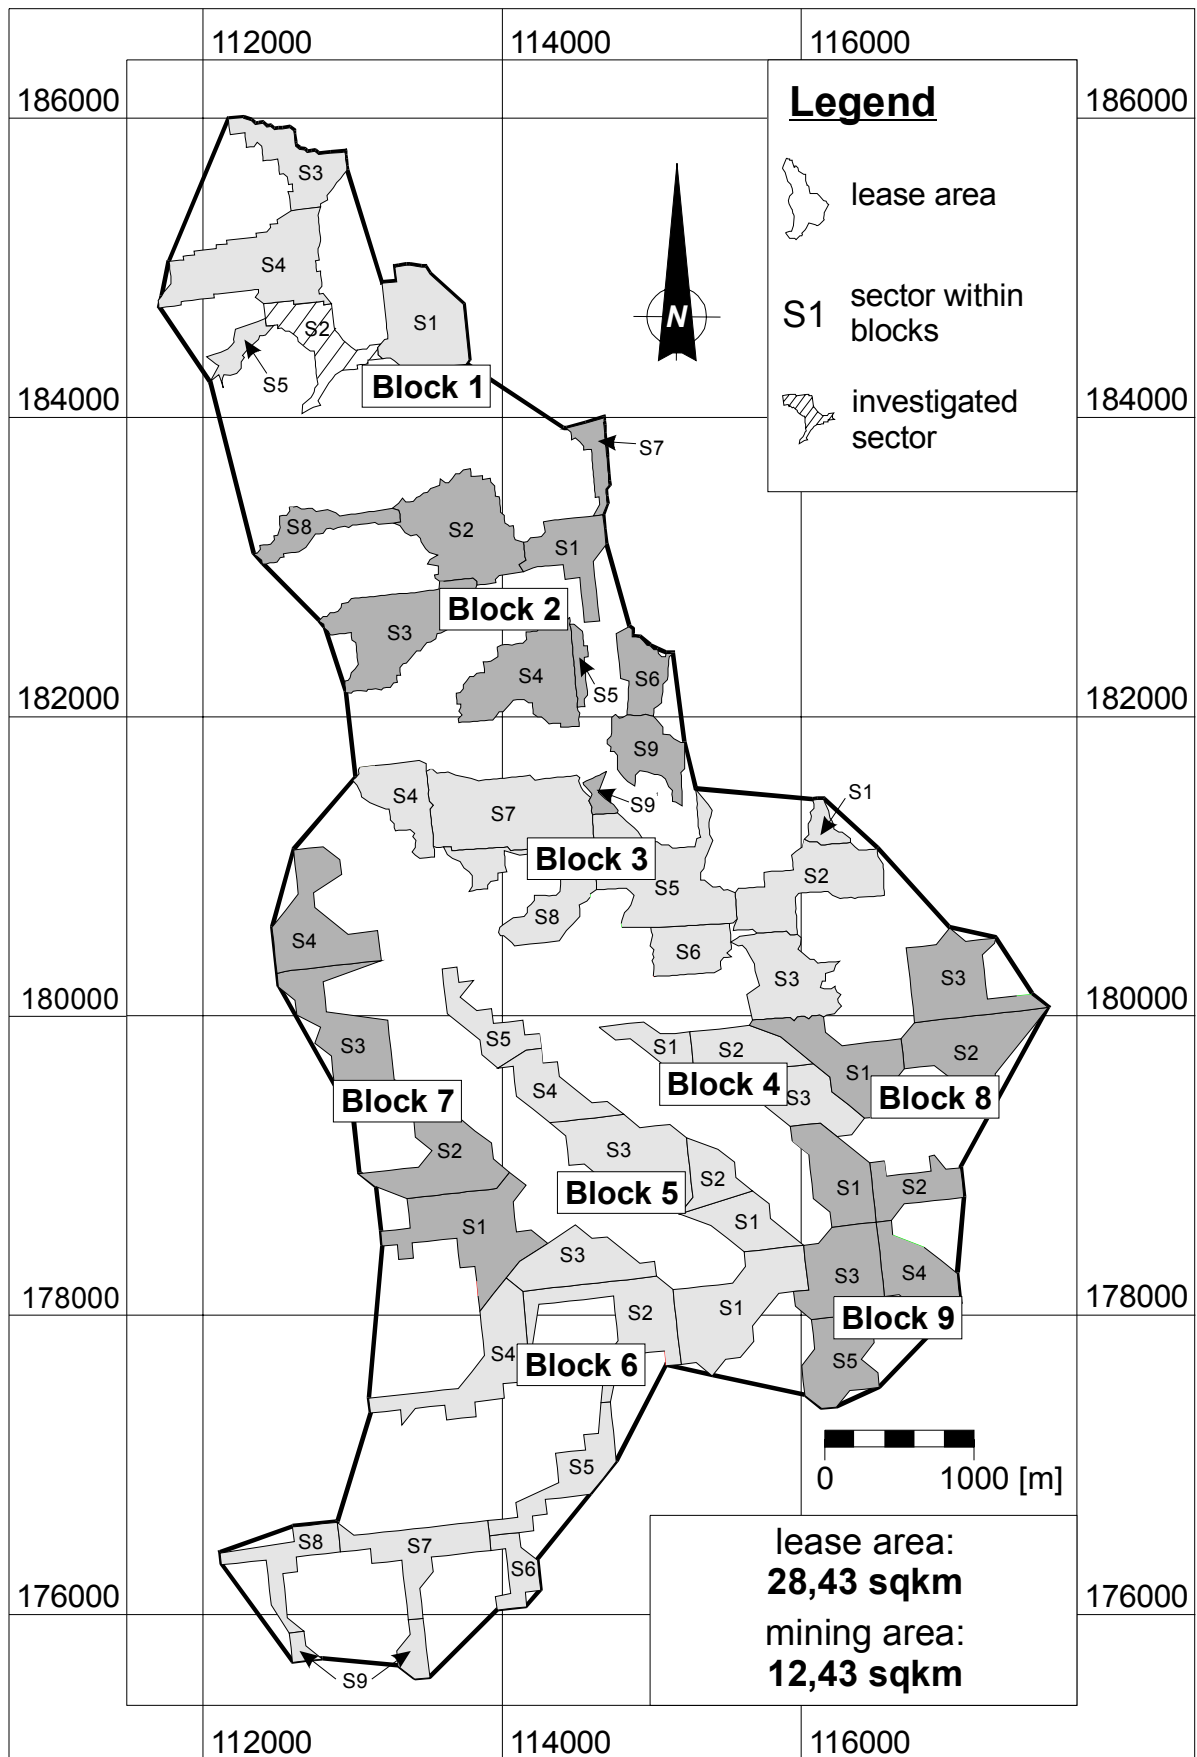 112000 114000 116000
186000 186000
Legend
lease area
S1 sector within
blocks
investigated
sector
N
S3
S4
S2
S1
S5
Block 1
184000 184000
S7
S8
S2
S1
Block 2
S3
S4
S5
S6
182000 182000
S9
S4
S7
S9
S1
Block 3
S2
S5
S8
S6
S4
S3
S3
180000 180000
S5
S3
S1
S2
S2
S1
Block 4
S3
Block 8
Block 7
S4
S2
S3
S2
S1
S2
Block 5
S1
S1
S3
S3
S4
178000 178000
S2
S1
Block 9
S4
Block 6
S5
0 1000 [m]
S5
S8
S7
S6
lease area:
28,43 sqkm
mining area:
12,43 sqkm
176000 176000
S9
112000 114000 116000